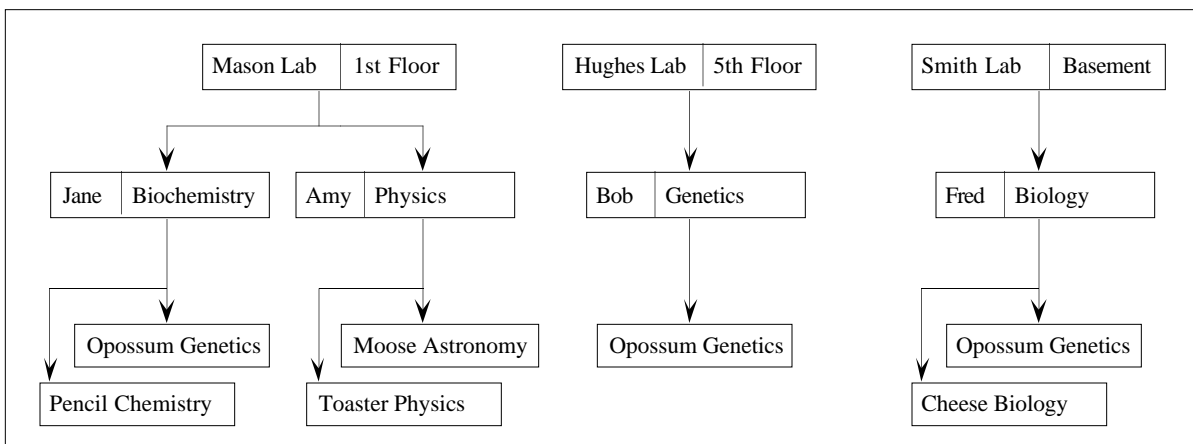 Mason Lab 1st Floor Hughes Lab 5th Floor Smith Lab Basement
Jane Biochemistry Amy Physics Bob Genetics Fred Biology
Opossum Genetics Moose Astronomy Opossum Genetics Opossum Genetics
Pencil Chemistry Toaster Physics Cheese Biology